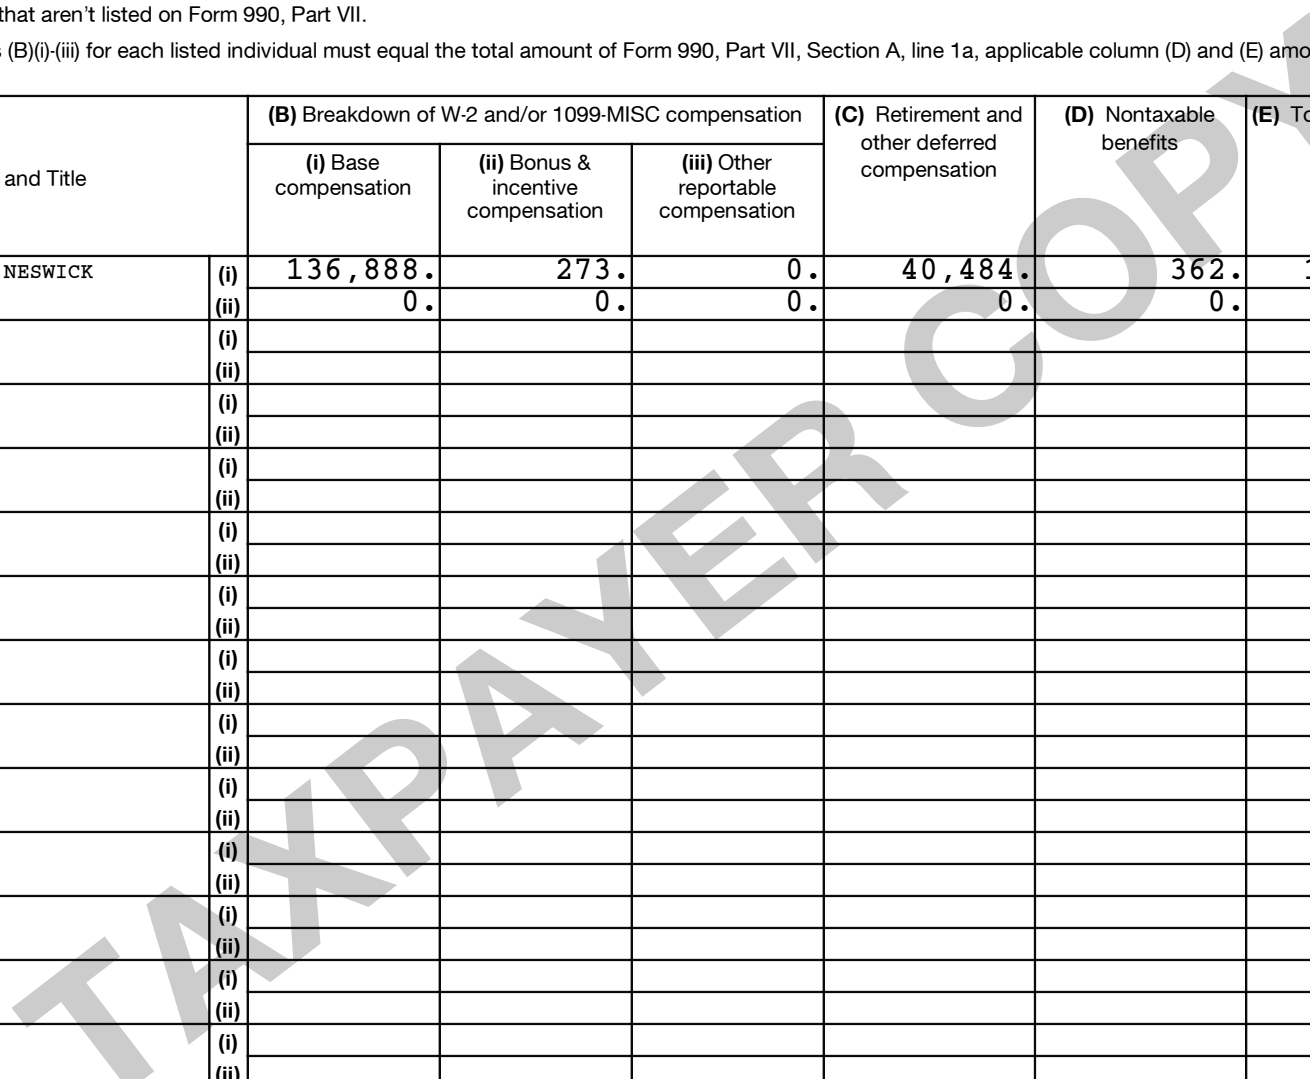 that aren't listed on Form 990, Part VII.
(B)(i)-(iii) for each listed individual must equal the total amount of Form 990, Part VII, Section A, line 1a, applicable column (D) and (E)
(B) Breakdown of W-2 and/or 1099-MISC compensation (C) Retirement and other deferred compensation (D) Nontaxable benefits (E)
and Title (i) Base compensation (ii) Bonus & incentive compensation (iii) Other reportable compensation
NESWICK (i) 136,888. 273. 0. 40,484. 362.
(ii) 0. 0. 0. 0. 0.
(i)
(ii)
(i)
(ii)
(i)
(ii)
(i)
(ii)
(i)
(ii)
(i)
(ii)
(i)
(ii)
(i)
(ii)
(i)
(ii)
(i)
(ii)
(i)
(ii)
(i)
(ii)
TAXPAYER COPY